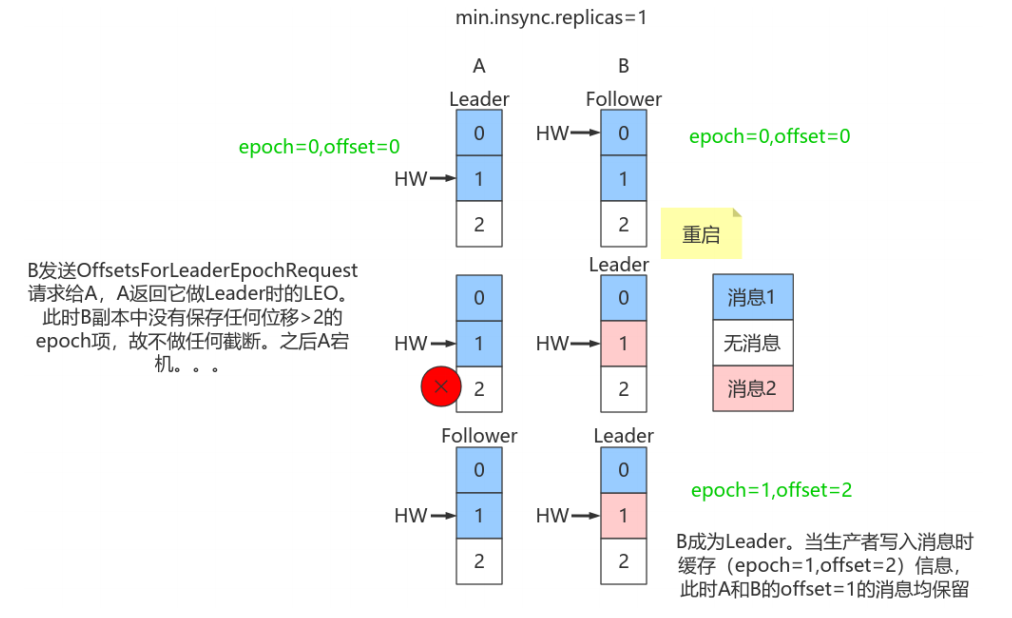 min.insync.replicas=1
A
B
Leader
Follower
epoch=0,offset=0
HW
0
1
2
HW
0
1
2
epoch=0,offset=0
重启
B发送OffsetsForLeaderEpochRequest
请求给A，A返回它做Leader时的LEO。
此时B副本中没有保存任何位移>2的
epoch项，故不做任何截断。之后A宕
机。。。
HW
0
1
2
Leader
HW
0
1
2
消息1
无消息
消息2
Follower
HW
0
1
2
Leader
HW
0
1
2
epoch=1,offset=2
B成为Leader。当生产者写入消息时
缓存（epoch=1,offset=2）信息，
此时A和B的offset=1的消息均保留